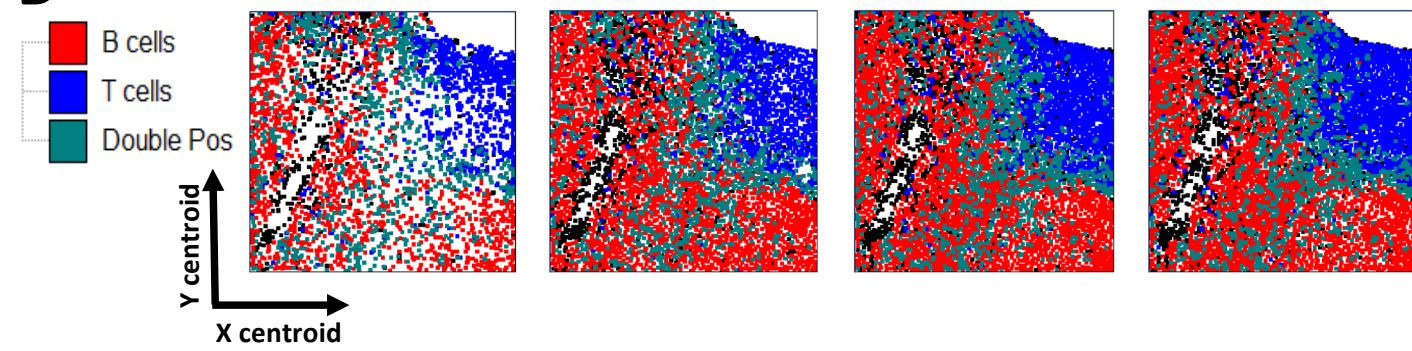 B cells
T cells
Double Pos
Y centroid
X centroid